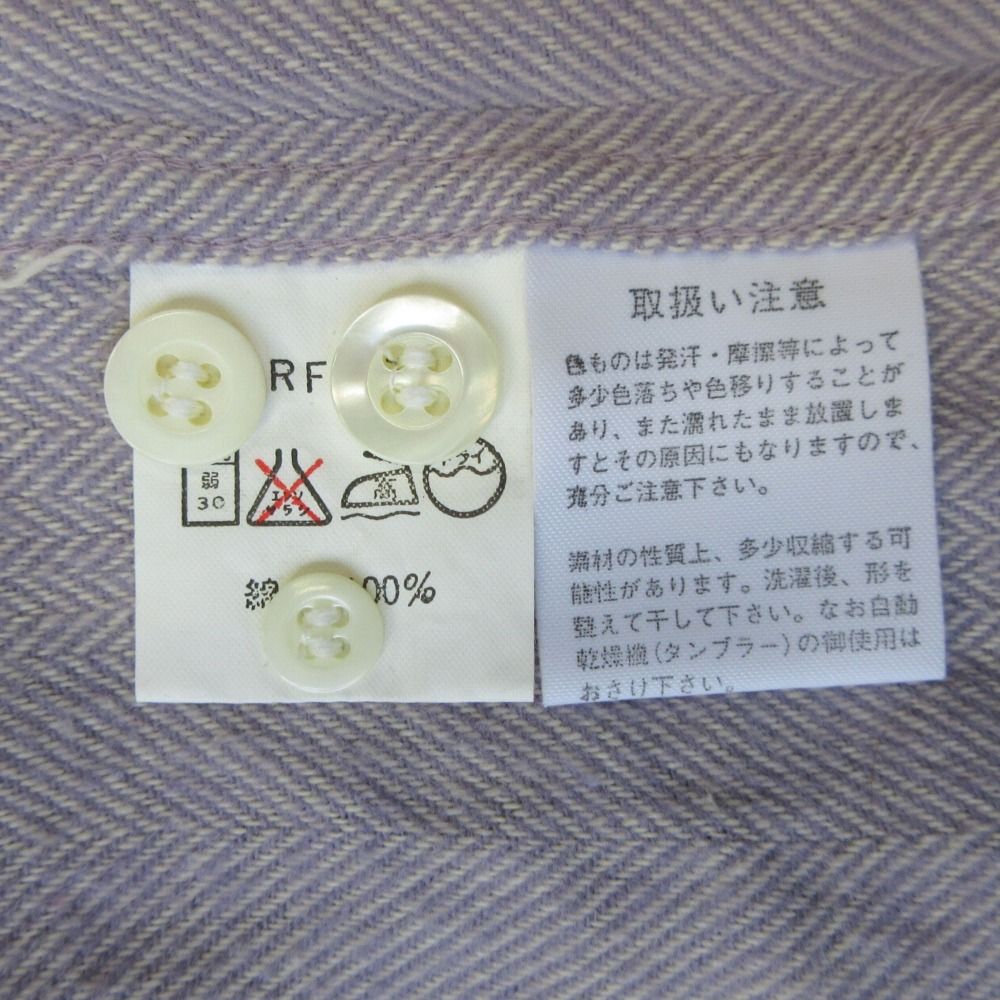 RF
弱
30
エンソ
サラシ
高
ドライ
綿 00%
取扱い注意
色ものは発汗・摩擦等によって
多少色落ちや色移りすることが
あり、また濡れたまま放置しま
すとその原因にもなりますので、
充分ご注意下さい。
素材の性質上、多少収縮する可
能性があります。洗濯後、形を
整えて干して下さい。なお自動
乾燥機(タンブラー)の御使用は
おさけ下さい。